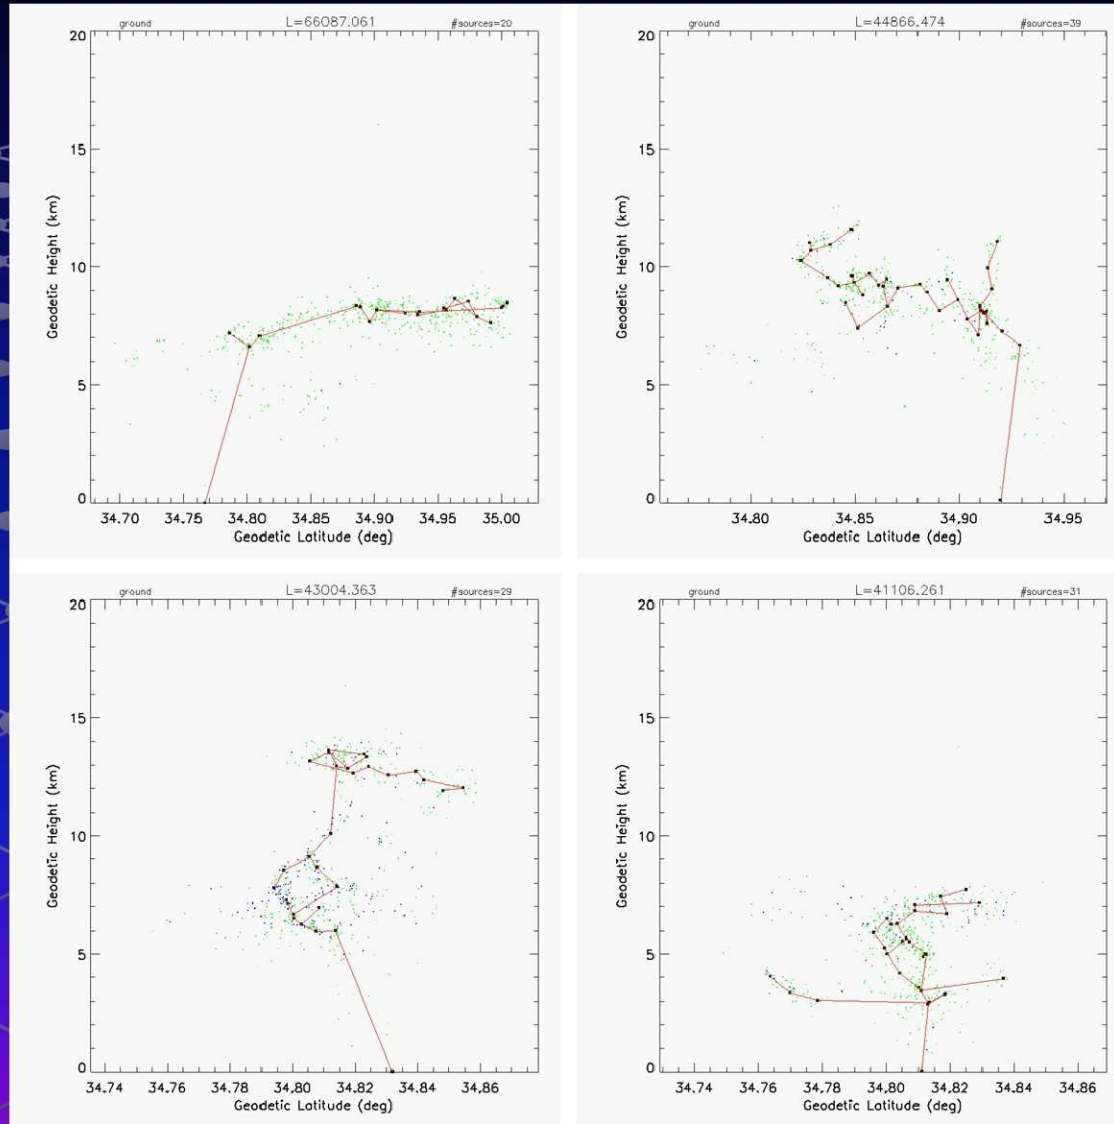 ground L=66087.061 #sources=20
20
15
10
5
0
Geodetic Height (km)
34.70 34.75 34.80 34.85 34.90 34.95 35.00
Geodetic Latitude (deg)
ground L=44866.474 #sources=39
20
15
10
5
0
Geodetic Height (km)
34.80 34.85 34.90 34.95
Geodetic Latitude (deg)
ground L=43004.363 #sources=29
20
15
10
5
0
Geodetic Height (km)
34.74 34.76 34.78 34.80 34.82 34.84 34.86
Geodetic Latitude (deg)
ground L=41106.261 #sources=31
20
15
10
5
0
Geodetic Height (km)
34.74 34.76 34.78 34.80 34.82 34.84 34.86
Geodetic Latitude (deg)